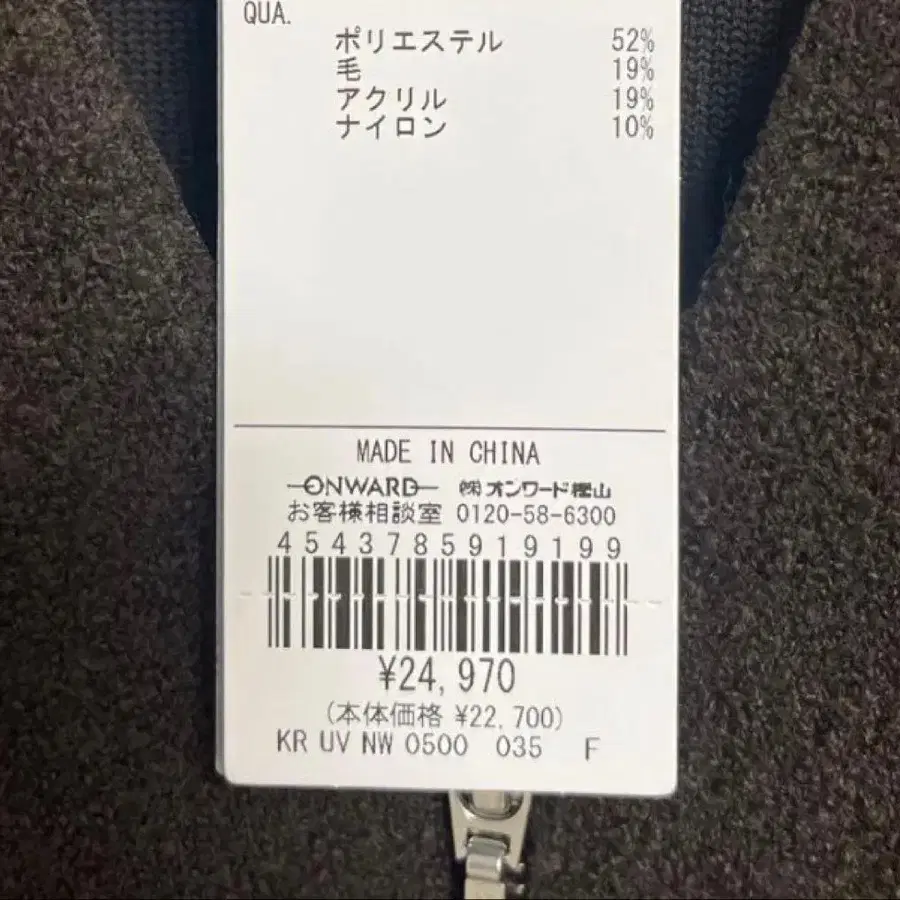 QUA.
ポリエステル 52%
毛 19%
アクリル 19%
ナイロン 10%
MADE IN CHINA
ONWARD ㈱オンワード樫山
お客様相談室 0120-58-6300
4543785919199
¥24,970
(本体価格 ¥22,700)
KR UV NW 0500 035 F